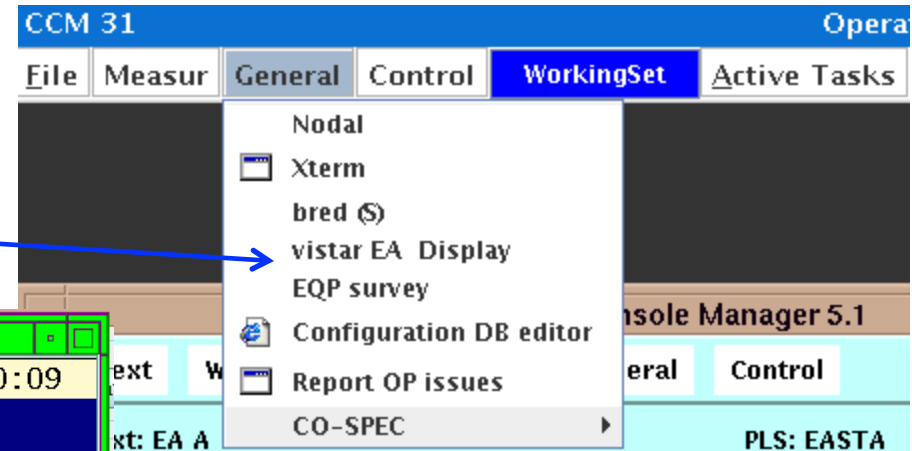 CCM 31 Opera
File Measur General Control WorkingSet Active Tasks
Nodal
Xterm
bred (S)
vistar EA Display
EQP survey
Configuration DB editor
Report OP issues
CO-SPEC
nsole Manager 5.1
ext W eral Control
xt: EA A PLS: EASTA
0:09